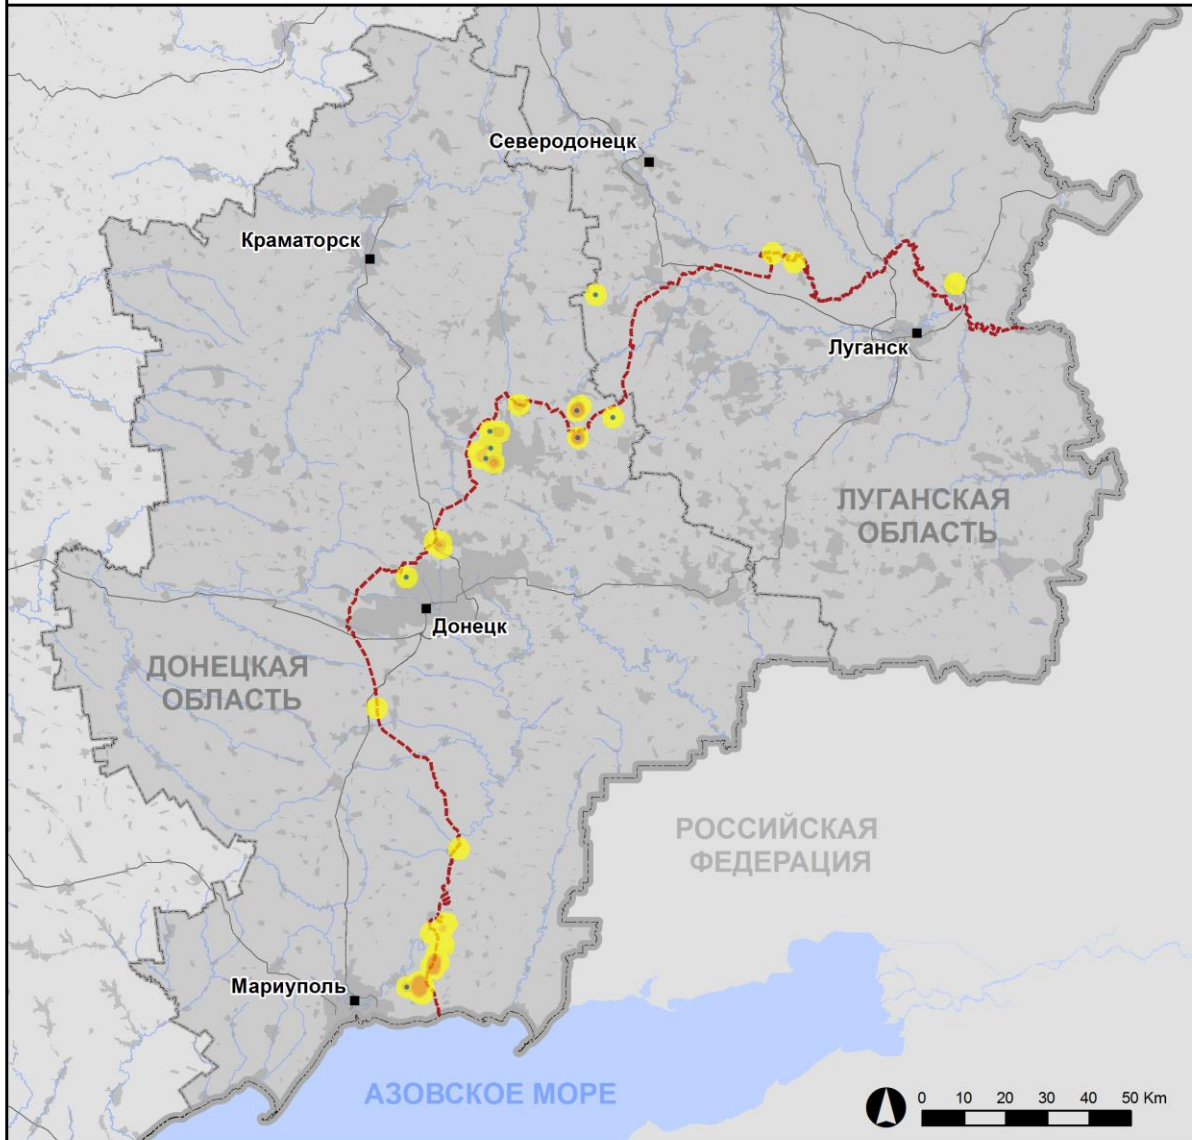 Северодонецк
Краматорск
Луганск
ЛУГАНСКАЯ
ОБЛАСТЬ
Донецк
ДОНЕЦКАЯ
ОБЛАСТЬ
РОССИЙСКАЯ
ФЕДЕРАЦИЯ
Мариуполь
АЗОВСКОЕ МОРЕ
0 10 20 30 40 50 Km